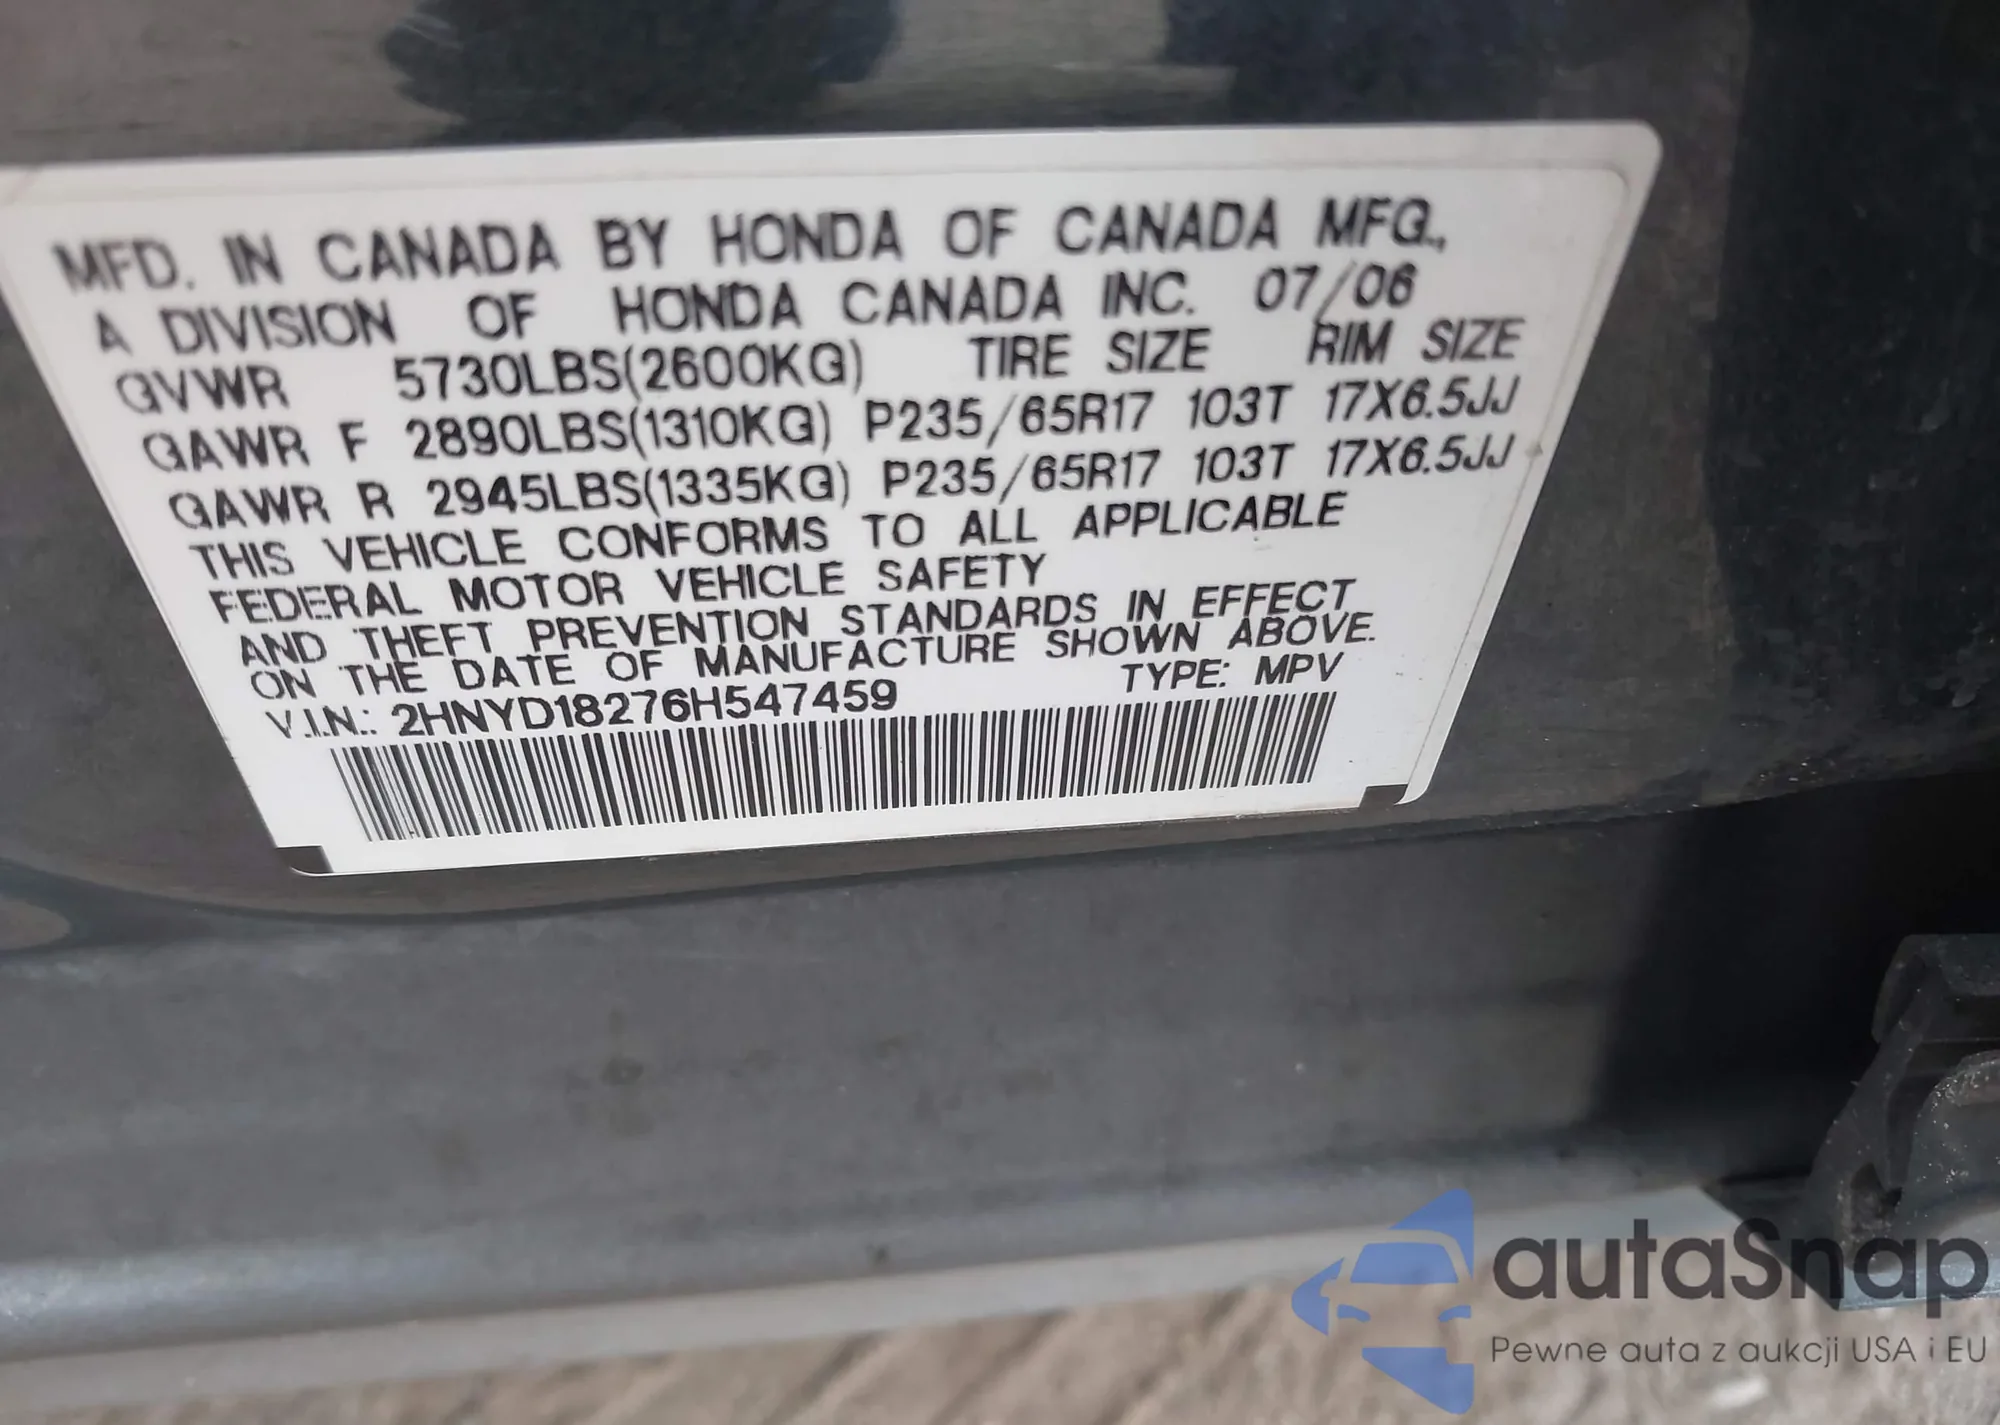 MFD. IN CANADA BY HONDA OF CANADA MFG.,
A DIVISION OF HONDA CANADA INC. 07/06
GVWR 5730LBS(2600KG) TIRE SIZE RIM SIZE
GAWR F 2890LBS(1310KG) P235/65R17 103T 17X6.5JJ
GAWR R 2945LBS(1335KG) P235/65R17 103T 17X6.5JJ
THIS VEHICLE CONFORMS TO ALL APPLICABLE
FEDERAL MOTOR VEHICLE SAFETY
AND THEFT PREVENTION STANDARDS IN EFFECT
ON THE DATE OF MANUFACTURE SHOWN ABOVE.
V.I.N.: 2HNYD18276H547459 TYPE: MPV
autaSnap
Pewne auta z aukcji USA i EU